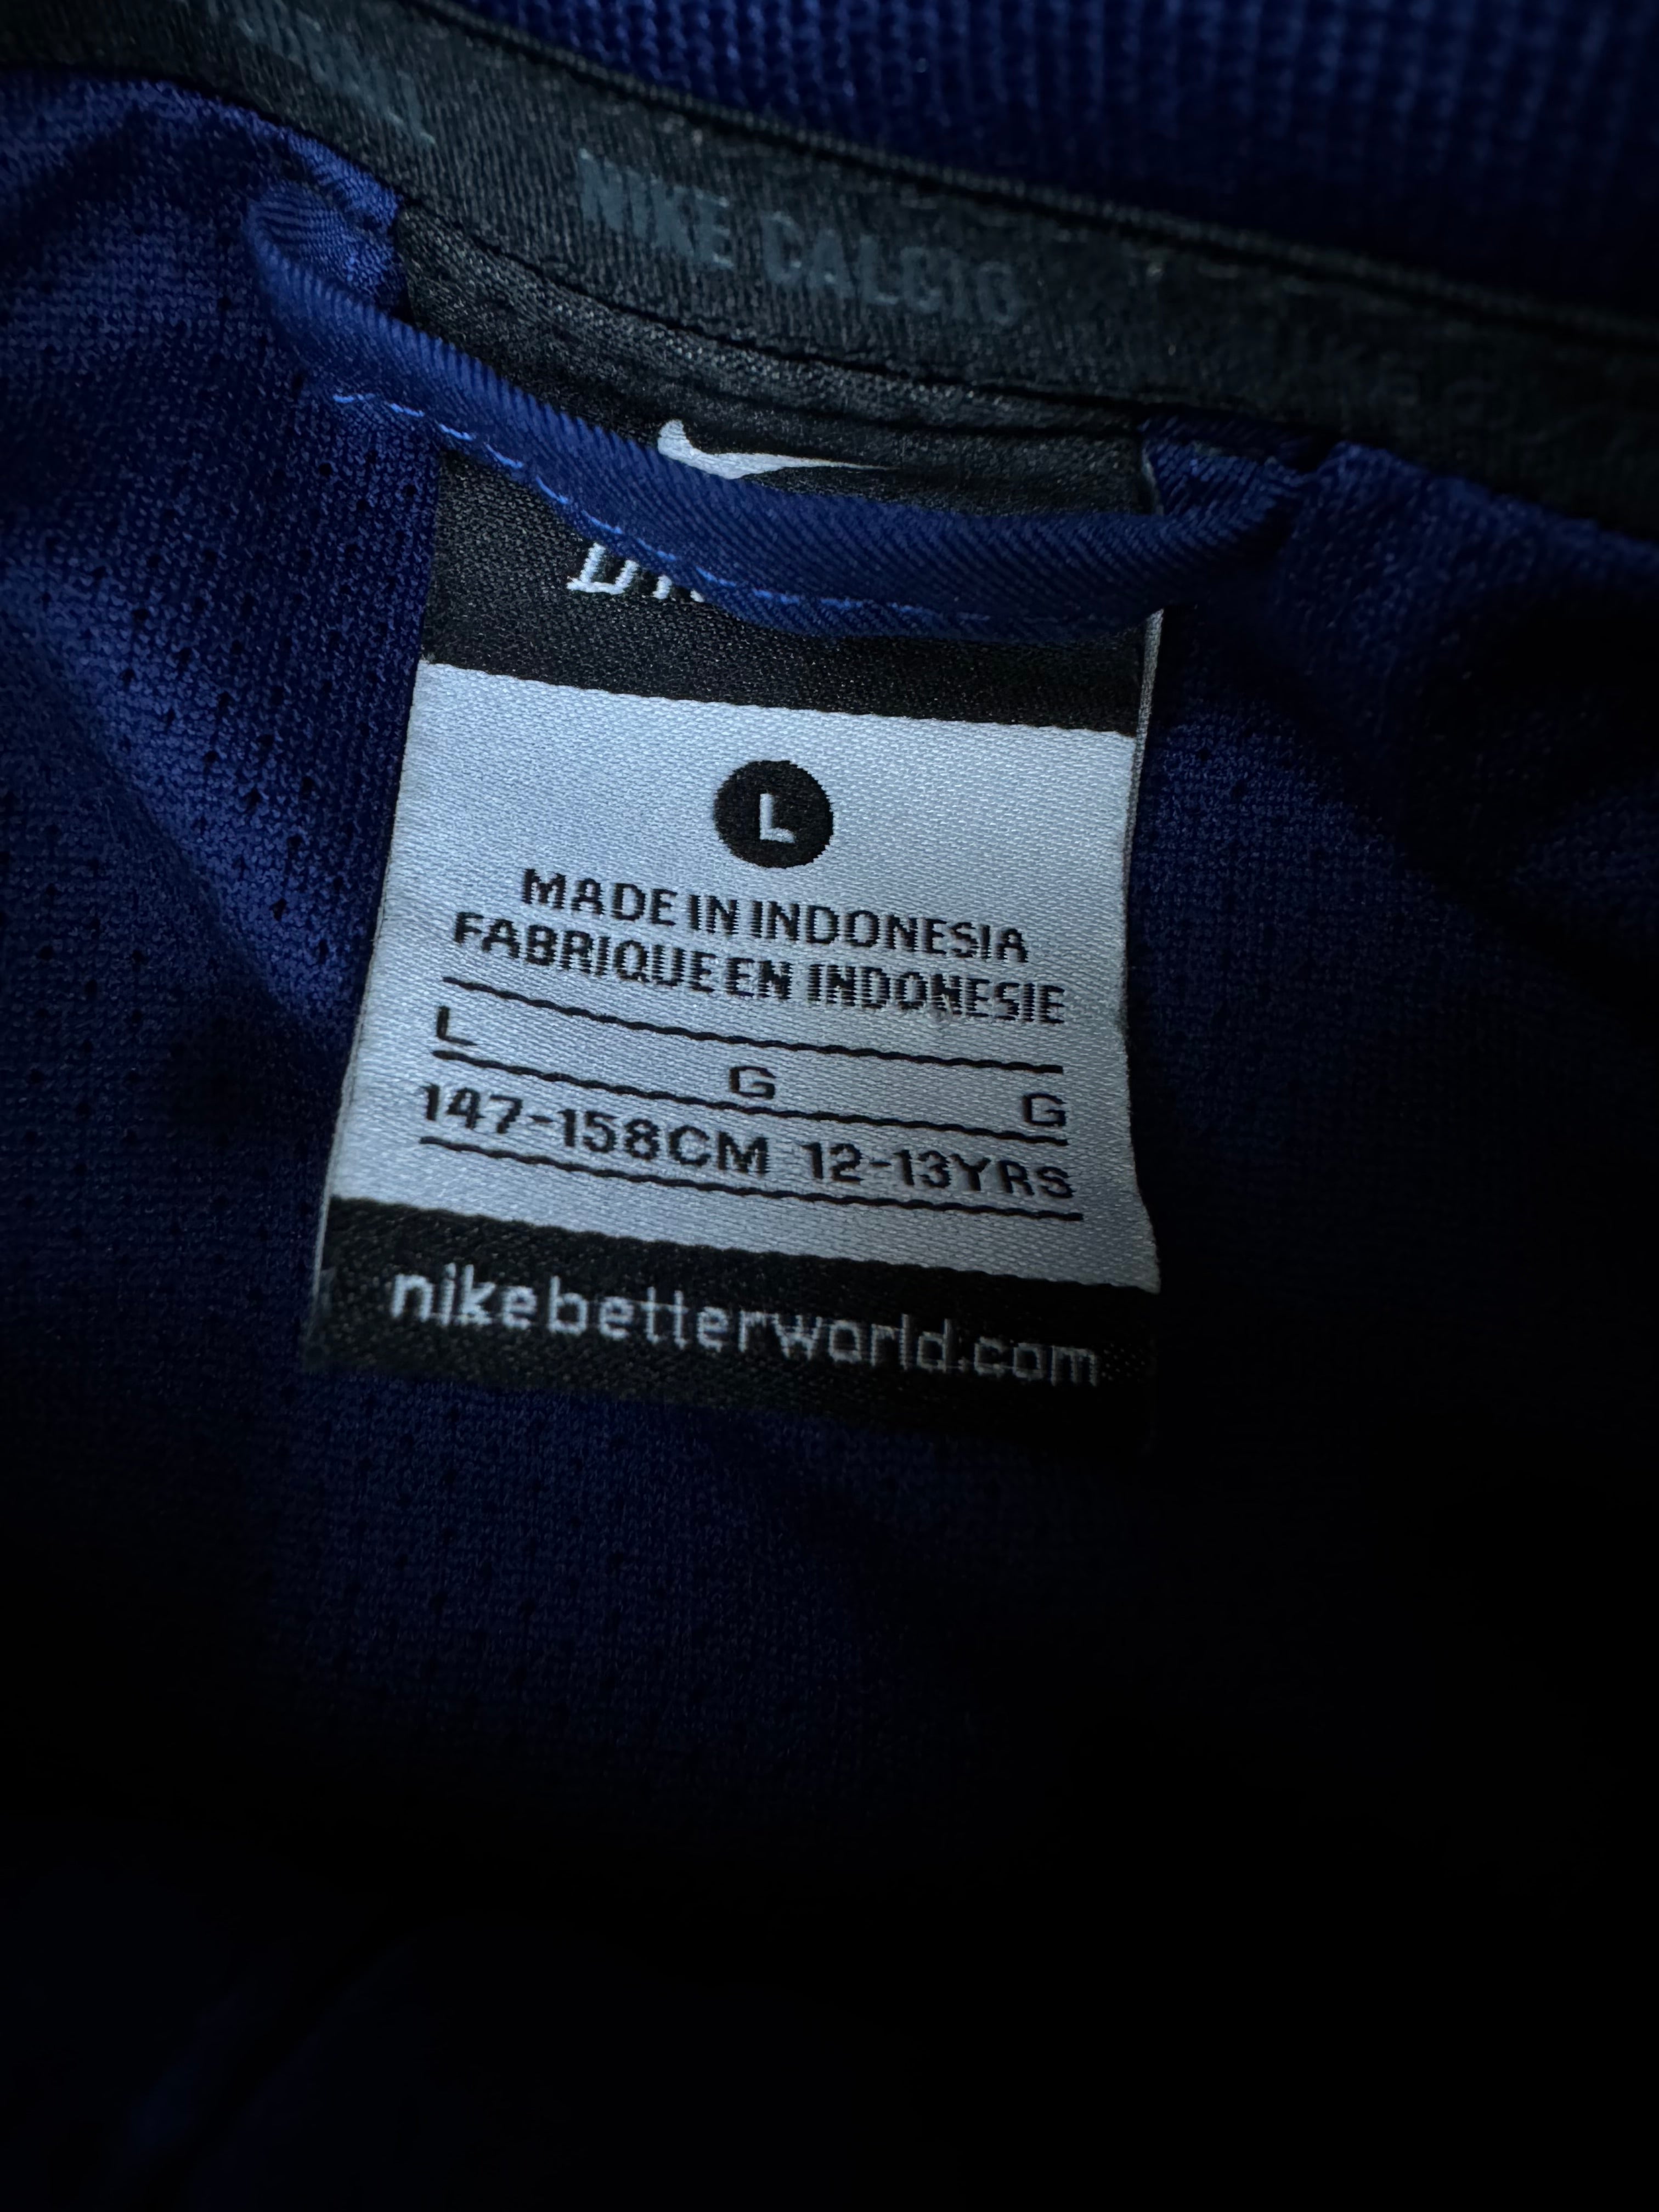 NIKE CALCIO
L
MADE IN INDONESIA
FABRIQUE EN INDONESIE
L G G
147-158CM 12-13YRS
nikebetterworld.com